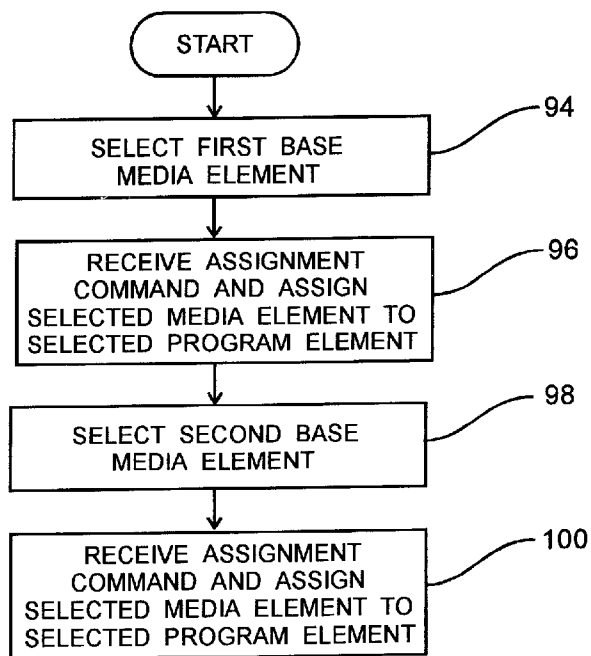 START
94
SELECT FIRST BASE
MEDIA ELEMENT
96
RECEIVE ASSIGNMENT
COMMAND AND ASSIGN
SELECTED MEDIA ELEMENT TO
SELECTED PROGRAM ELEMENT
98
SELECT SECOND BASE
MEDIA ELEMENT
100
RECEIVE ASSIGNMENT
COMMAND AND ASSIGN
SELECTED MEDIA ELEMENT TO
SELECTED PROGRAM ELEMENT